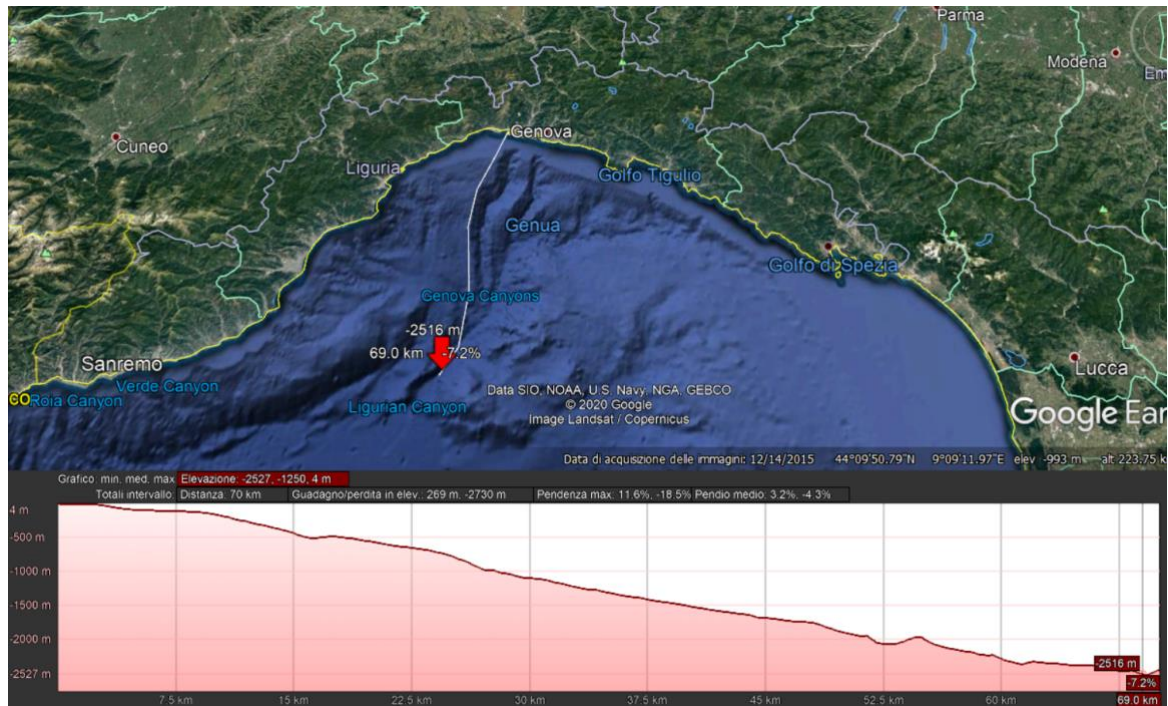 Parma
Modena
Em
Cuneo
Genova
Liguria
Golfo Tigulio
Genua
Golfo di Spezia
Genova Canyons
-2516 m
69.0 km
-7.2%
Sanremo
Verde Canyon
CO
Roia Canyon
Ligurian Canyon
Lucca
Data SIO, NOAA, U.S. Navy, NGA, GEBCO
© 2020 Google
Image Landsat / Copernicus
Google Ear
Data di acquisizione delle immagini: 12/14/2015 44°09'50.79"N 9°09'11.97"E elev -993 m alt 223.75 k
Grafico: min. med. max Elevazione: -2527, -1250, 4 m
Totali intervallo: Distanza: 70 km Guadagno/perdita in elev.: 269 m, -2730 m Pendenza max: 11.6%, -18.5% Pendio medio: 3.2%, -4.3%
4 m
-500 m
-1000 m
-1500 m
-2000 m
-2527 m
-2516 m
-7.2%
7.5 km 15 km 22.5 km 30 km 37.5 km 45 km 52.5 km 60 km 69.0 km